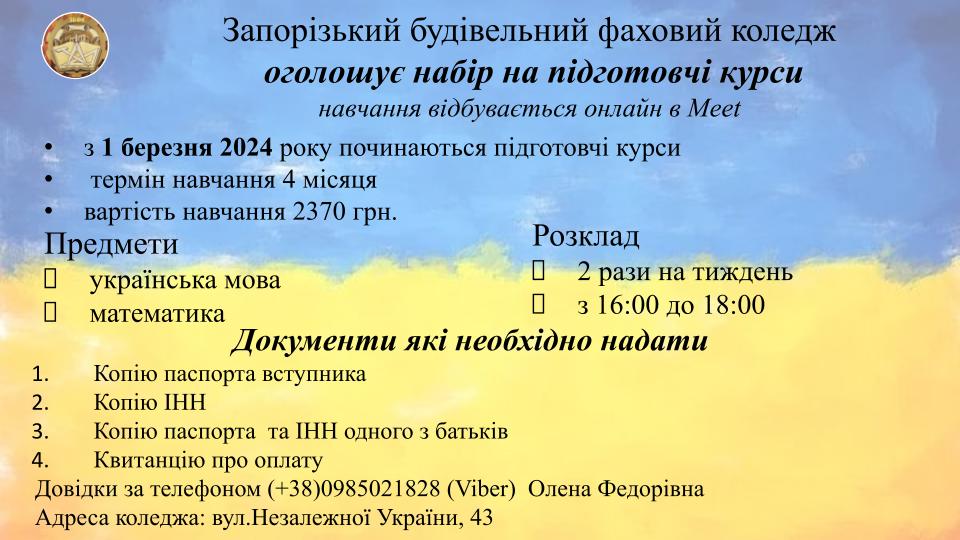 Запорізький будівельний фаховий коледж
оголошує набір на підготовчі курси
навчання відбувається онлайн в Meet
• з 1 березня 2024 року починаються підготовчі курси
• термін навчання 4 місяця
• вартість навчання 2370 грн.
Предмети
українська мова
математика
Розклад
2 рази на тиждень
з 16:00 до 18:00
Документи які необхідно надати
1. Копію паспорта вступника
2. Копію ІНН
3. Копію паспорта та ІНН одного з батьків
4. Квитанцію про оплату
Довідки за телефоном (+38)0985021828 (Viber) Олена Федорівна
Адреса коледжа: вул.Незалежної України, 43